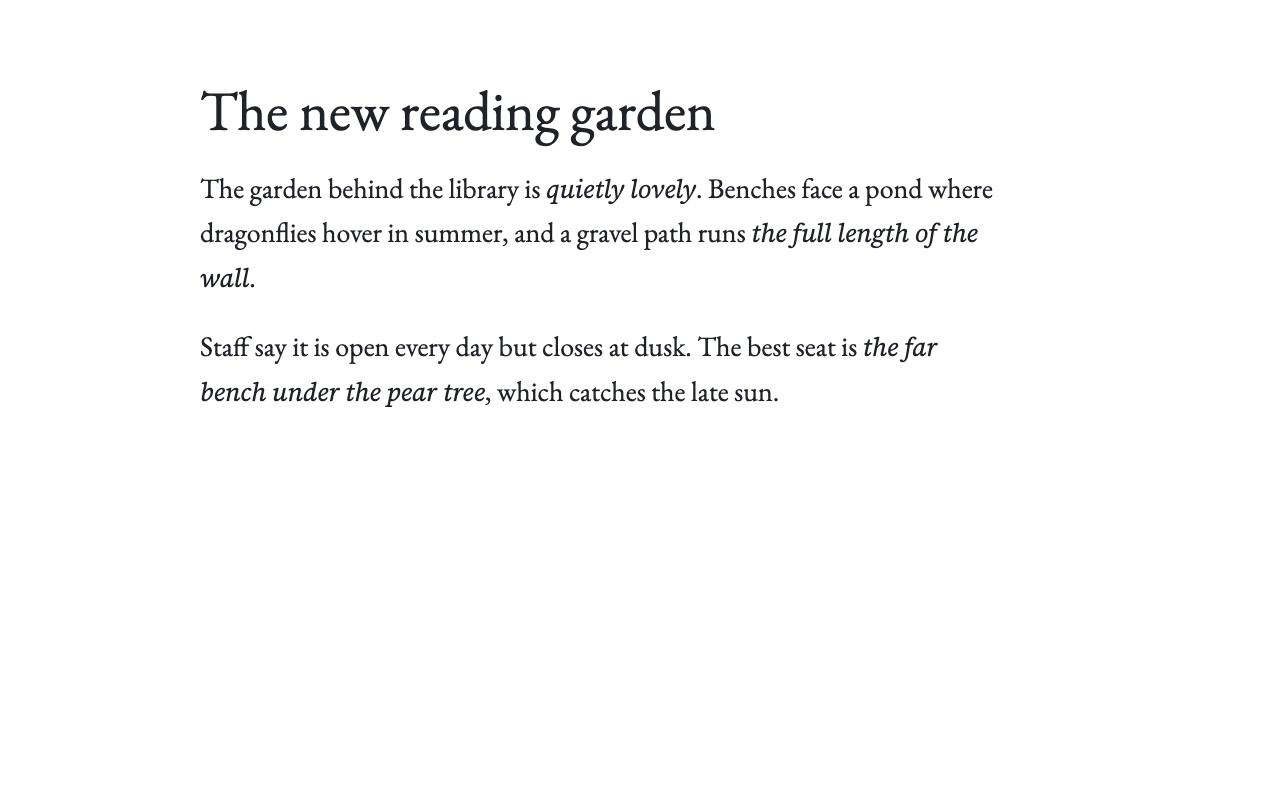 The new reading garden
The garden behind the library is quietly lovely. Benches face a pond where
dragonflies hover in summer, and a gravel path runs the full length of the
wall.
Staff say it is open every day but closes at dusk. The best seat is the far
bench under the pear tree, which catches the late sun.